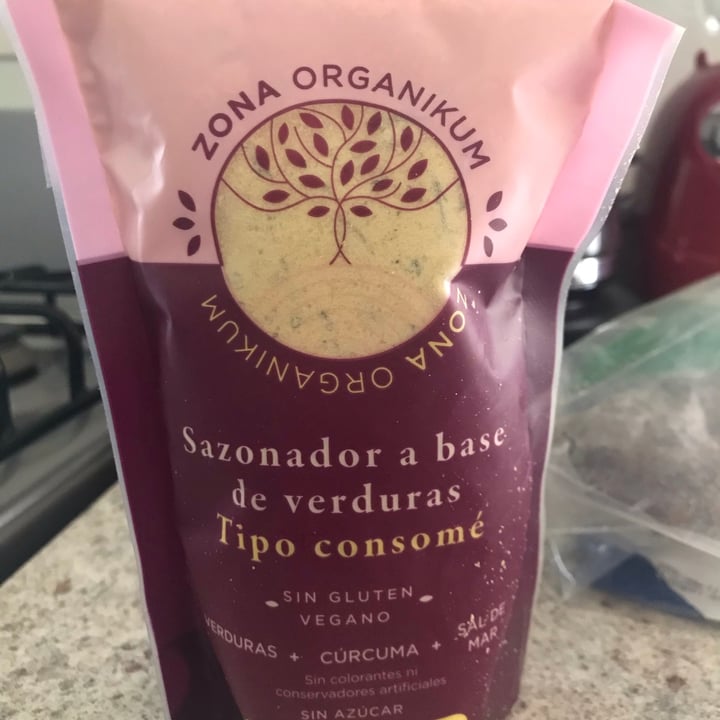 ZONA ORGANIKUM
ZONA ORGANIKUM
Sazonador a base
de verduras
Tipo consomé
SIN GLUTEN
VEGANO
VERDURAS + CÚRCUMA + SAL DE MAR
Sin colorantes ni
conservadores artificiales
SIN AZÚCAR